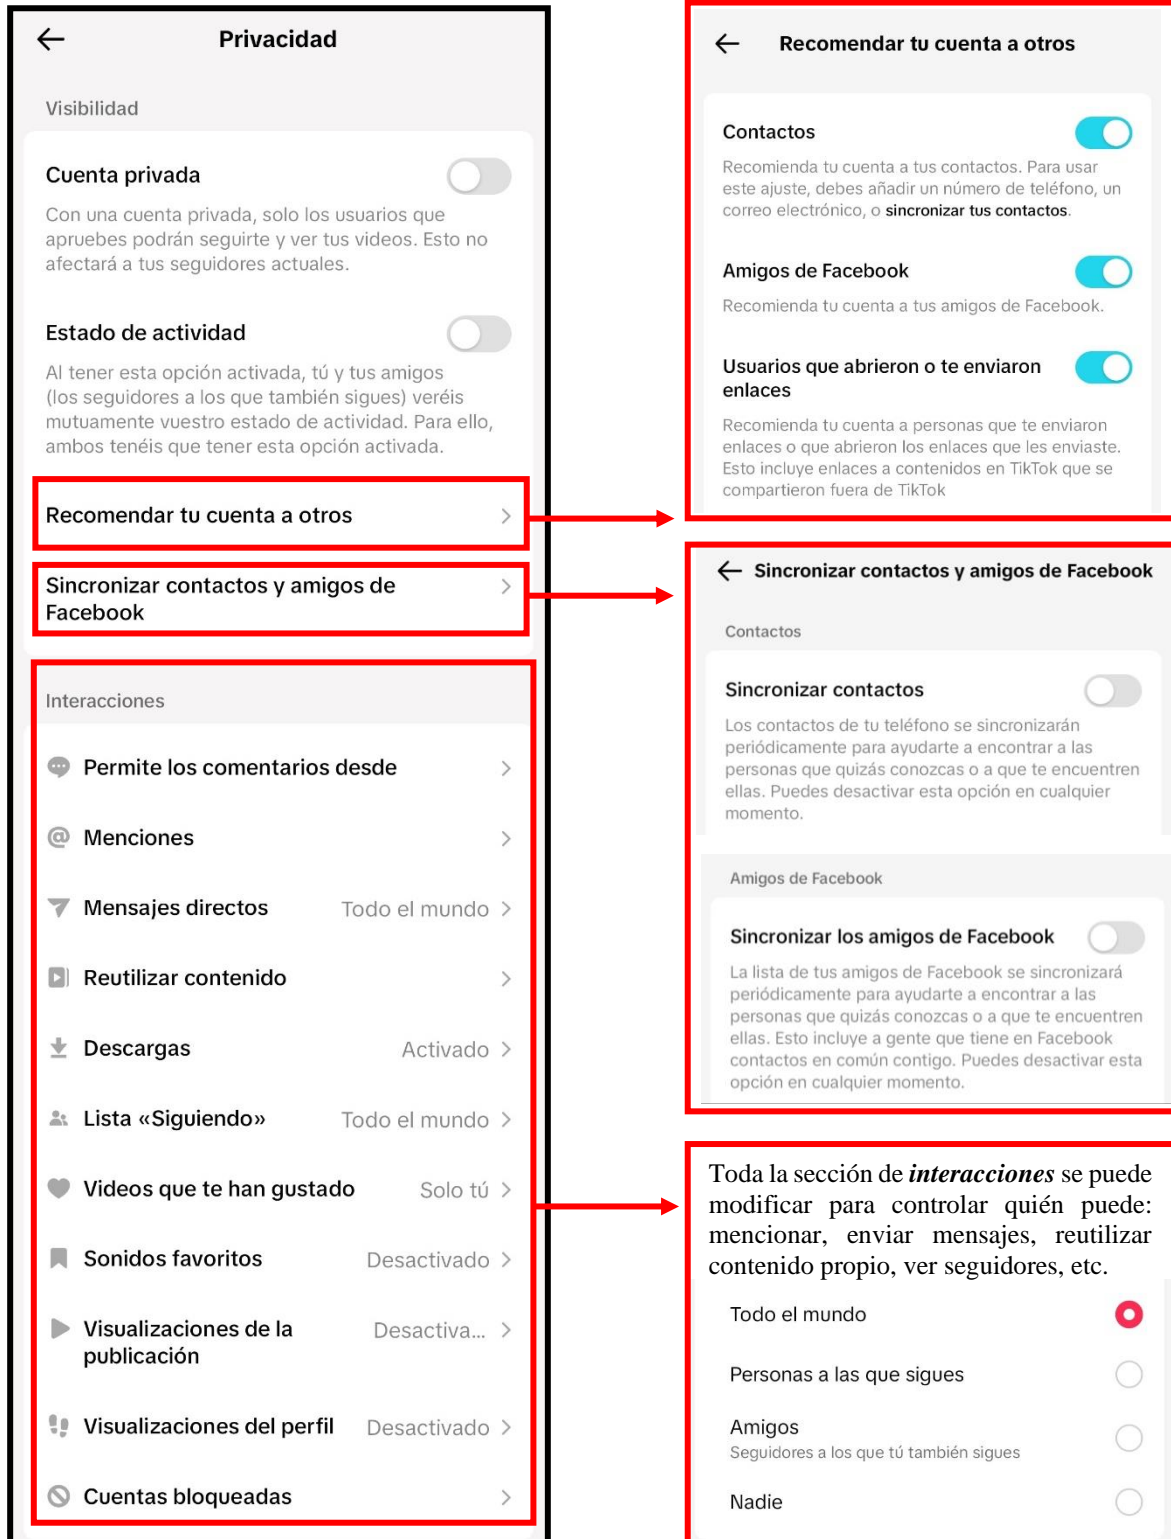 Privacidad
Visibilidad
Cuenta privada
Con una cuenta privada, solo los usuarios que
apruebes podrán seguirte y ver tus videos. Esto no
afectará a tus seguidores actuales.
Estado de actividad
Al tener esta opción activada, tú y tus amigos
(los seguidores a los que también sigues) veréis
mutuamente vuestro estado de actividad. Para ello,
ambos tenéis que tener esta opción activada.
Recomendar tu cuenta a otros
Sincronizar contactos y amigos de
Facebook
Interacciones
Permite los comentarios desde
Menciones
Mensajes directos Todo el mundo
Reutilizar contenido
Descargas Activado
Lista «Siguiendo» Todo el mundo
Videos que te han gustado Solo tú
Sonidos favoritos Desactivado
Visualizaciones de la Desactiva...
publicación
Visualizaciones del perfil Desactivado
Cuentas bloqueadas
Recomendar tu cuenta a otros
Contactos
Recomienda tu cuenta a tus contactos. Para usar
este ajuste, debes añadir un número de teléfono, un
correo electrónico, o sincronizar tus contactos.
Amigos de Facebook
Recomienda tu cuenta a tus amigos de Facebook.
Usuarios que abrieron o te enviaron
enlaces
Recomienda tu cuenta a personas que te enviaron
enlaces o que abrieron los enlaces que les enviaste.
Esto incluye enlaces a contenidos en TikTok que se
compartieron fuera de TikTok
Sincronizar contactos y amigos de Facebook
Contactos
Sincronizar contactos
Los contactos de tu teléfono se sincronizarán
periódicamente para ayudarte a encontrar a las
personas que quizás conozcas o a que te encuentren
ellas. Puedes desactivar esta opción en cualquier
momento.
Amigos de Facebook
Sincronizar los amigos de Facebook
La lista de tus amigos de Facebook se sincronizará
periódicamente para ayudarte a encontrar a las
personas que quizás conozcas o a que te encuentren
ellas. Esto incluye a gente que tiene en Facebook
contactos en común contigo. Puedes desactivar esta
opción en cualquier momento.
Toda la sección de interacciones se puede
modificar para controlar quién puede:
mencionar, enviar mensajes, reutilizar
contenido propio, ver seguidores, etc.
Todo el mundo
Personas a las que sigues
Amigos
Seguidores a los que tú también sigues
Nadie